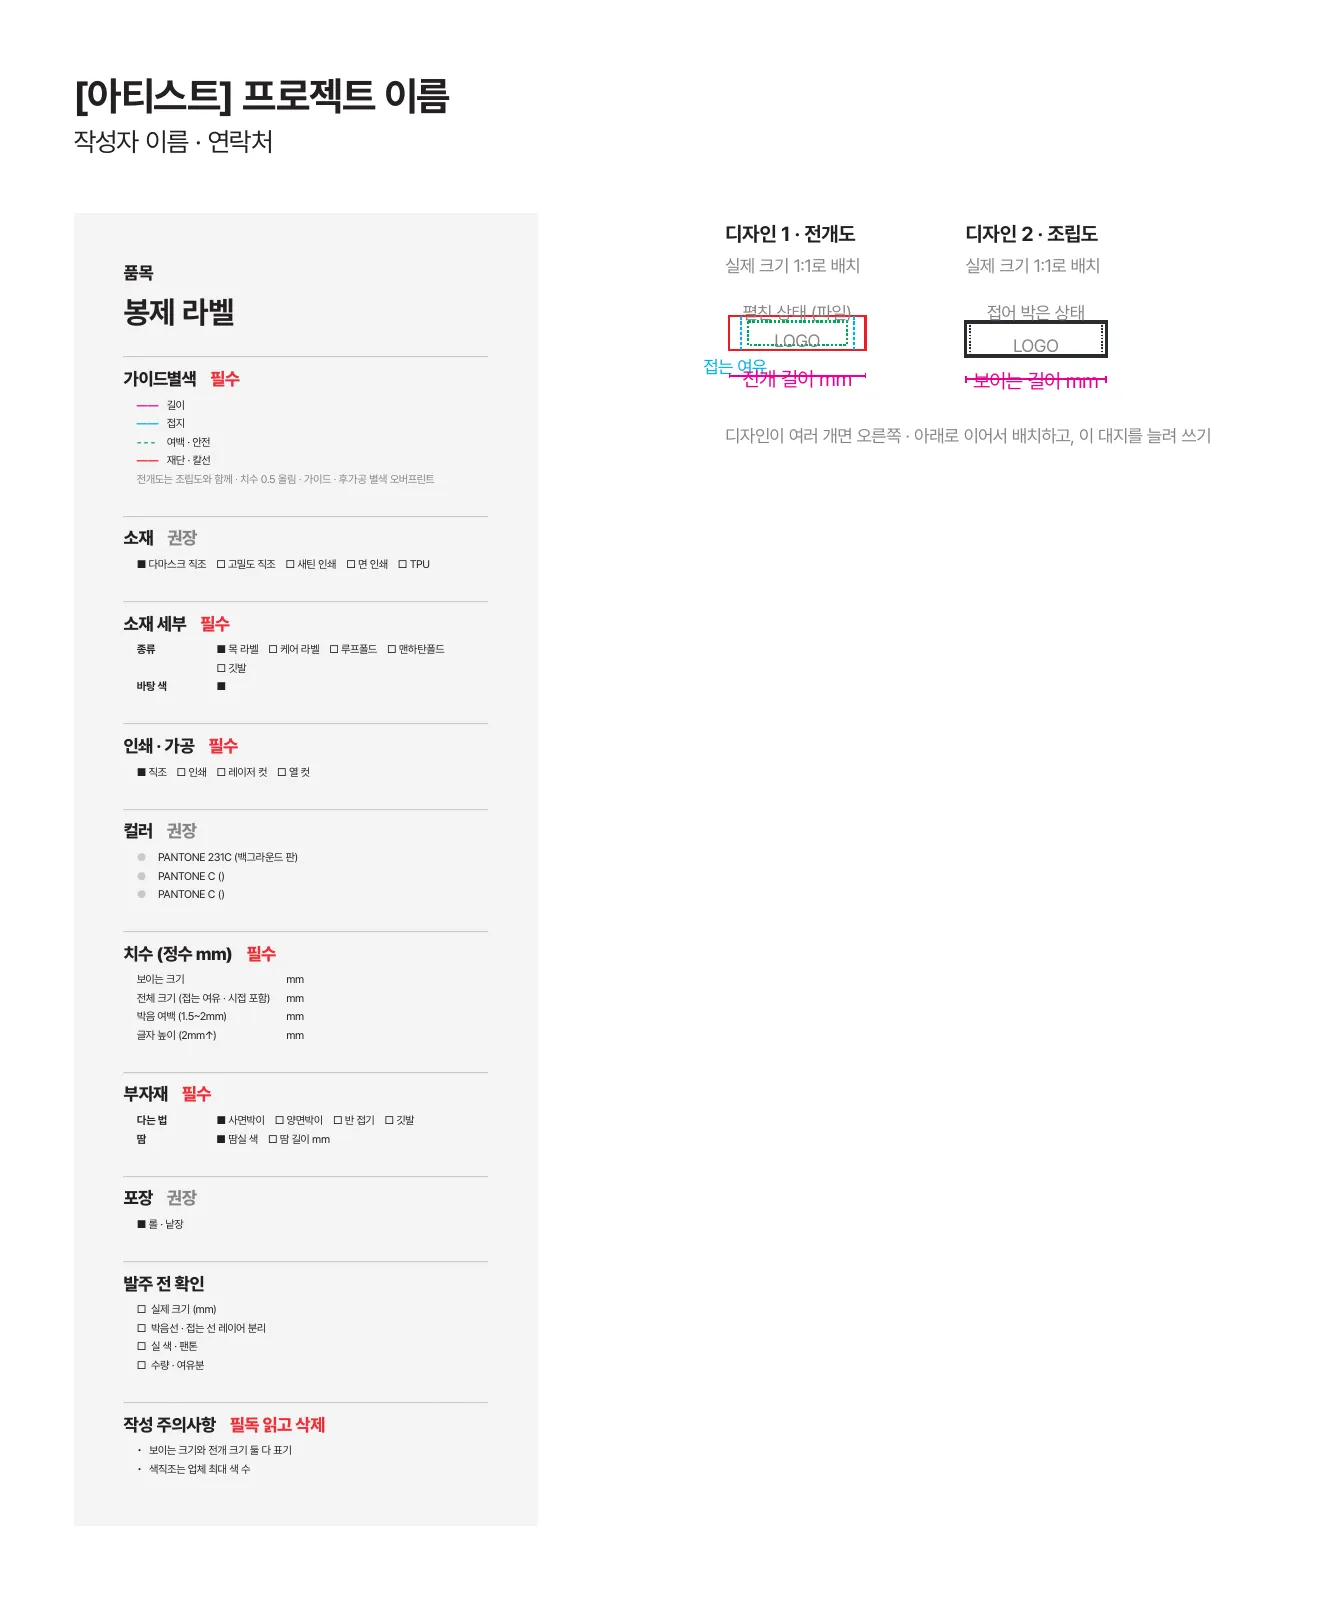 [아티스트] 프로젝트 이름
작성자 이름 · 연락처
품목
봉제 라벨
가이드별색 필수
길이
접지
여백 · 안전
재단 · 칼선
전개도는 조립도와 함께 · 치수 0.5 올림 · 가이드 · 후가공 별색 오버프린트
소재 권장
■ 다마스크 직조 □ 고밀도 직조 □ 새틴 인쇄 □ 면 인쇄 □ TPU
소재 세부 필수
종류 ■ 목 라벨 □ 케어 라벨 □ 루프폴드 □ 맨하탄폴드
□ 깃발
바탕 색 ■
인쇄 · 가공 필수
■ 직조 □ 인쇄 □ 레이저 컷 □ 열 컷
컬러 권장
PANTONE 231C (백그라운드 판)
PANTONE C ()
PANTONE C ()
치수 (정수 mm) 필수
보이는 크기 mm
전체 크기 (접는 여유 · 시접 포함) mm
박음 여백 (1.5~2mm) mm
글자 높이 (2mm↑) mm
부자재 필수
다는 법 ■ 사면박이 □ 양면박이 □ 반 접기 □ 깃발
땀 ■ 땀실 색 □ 땀 길이 mm
포장 권장
■ 롤 · 낱장
발주 전 확인
□ 실제 크기 (mm)
□ 박음선 · 접는 선 레이어 분리
□ 실 색 · 팬톤
□ 수량 · 여유분
작성 주의사항 필독 읽고 삭제
· 보이는 크기와 전개 크기 둘 다 표기
· 색직조는 업체 최대 색 수
디자인 1 · 전개도
실제 크기 1:1로 배치
펼친 상태 (파일)
LOGO
접는 여유
전개 길이 mm
디자인 2 · 조립도
실제 크기 1:1로 배치
접어 박은 상태
LOGO
보이는 길이 mm
디자인이 여러 개면 오른쪽 · 아래로 이어서 배치하고, 이 대지를 늘려 쓰기